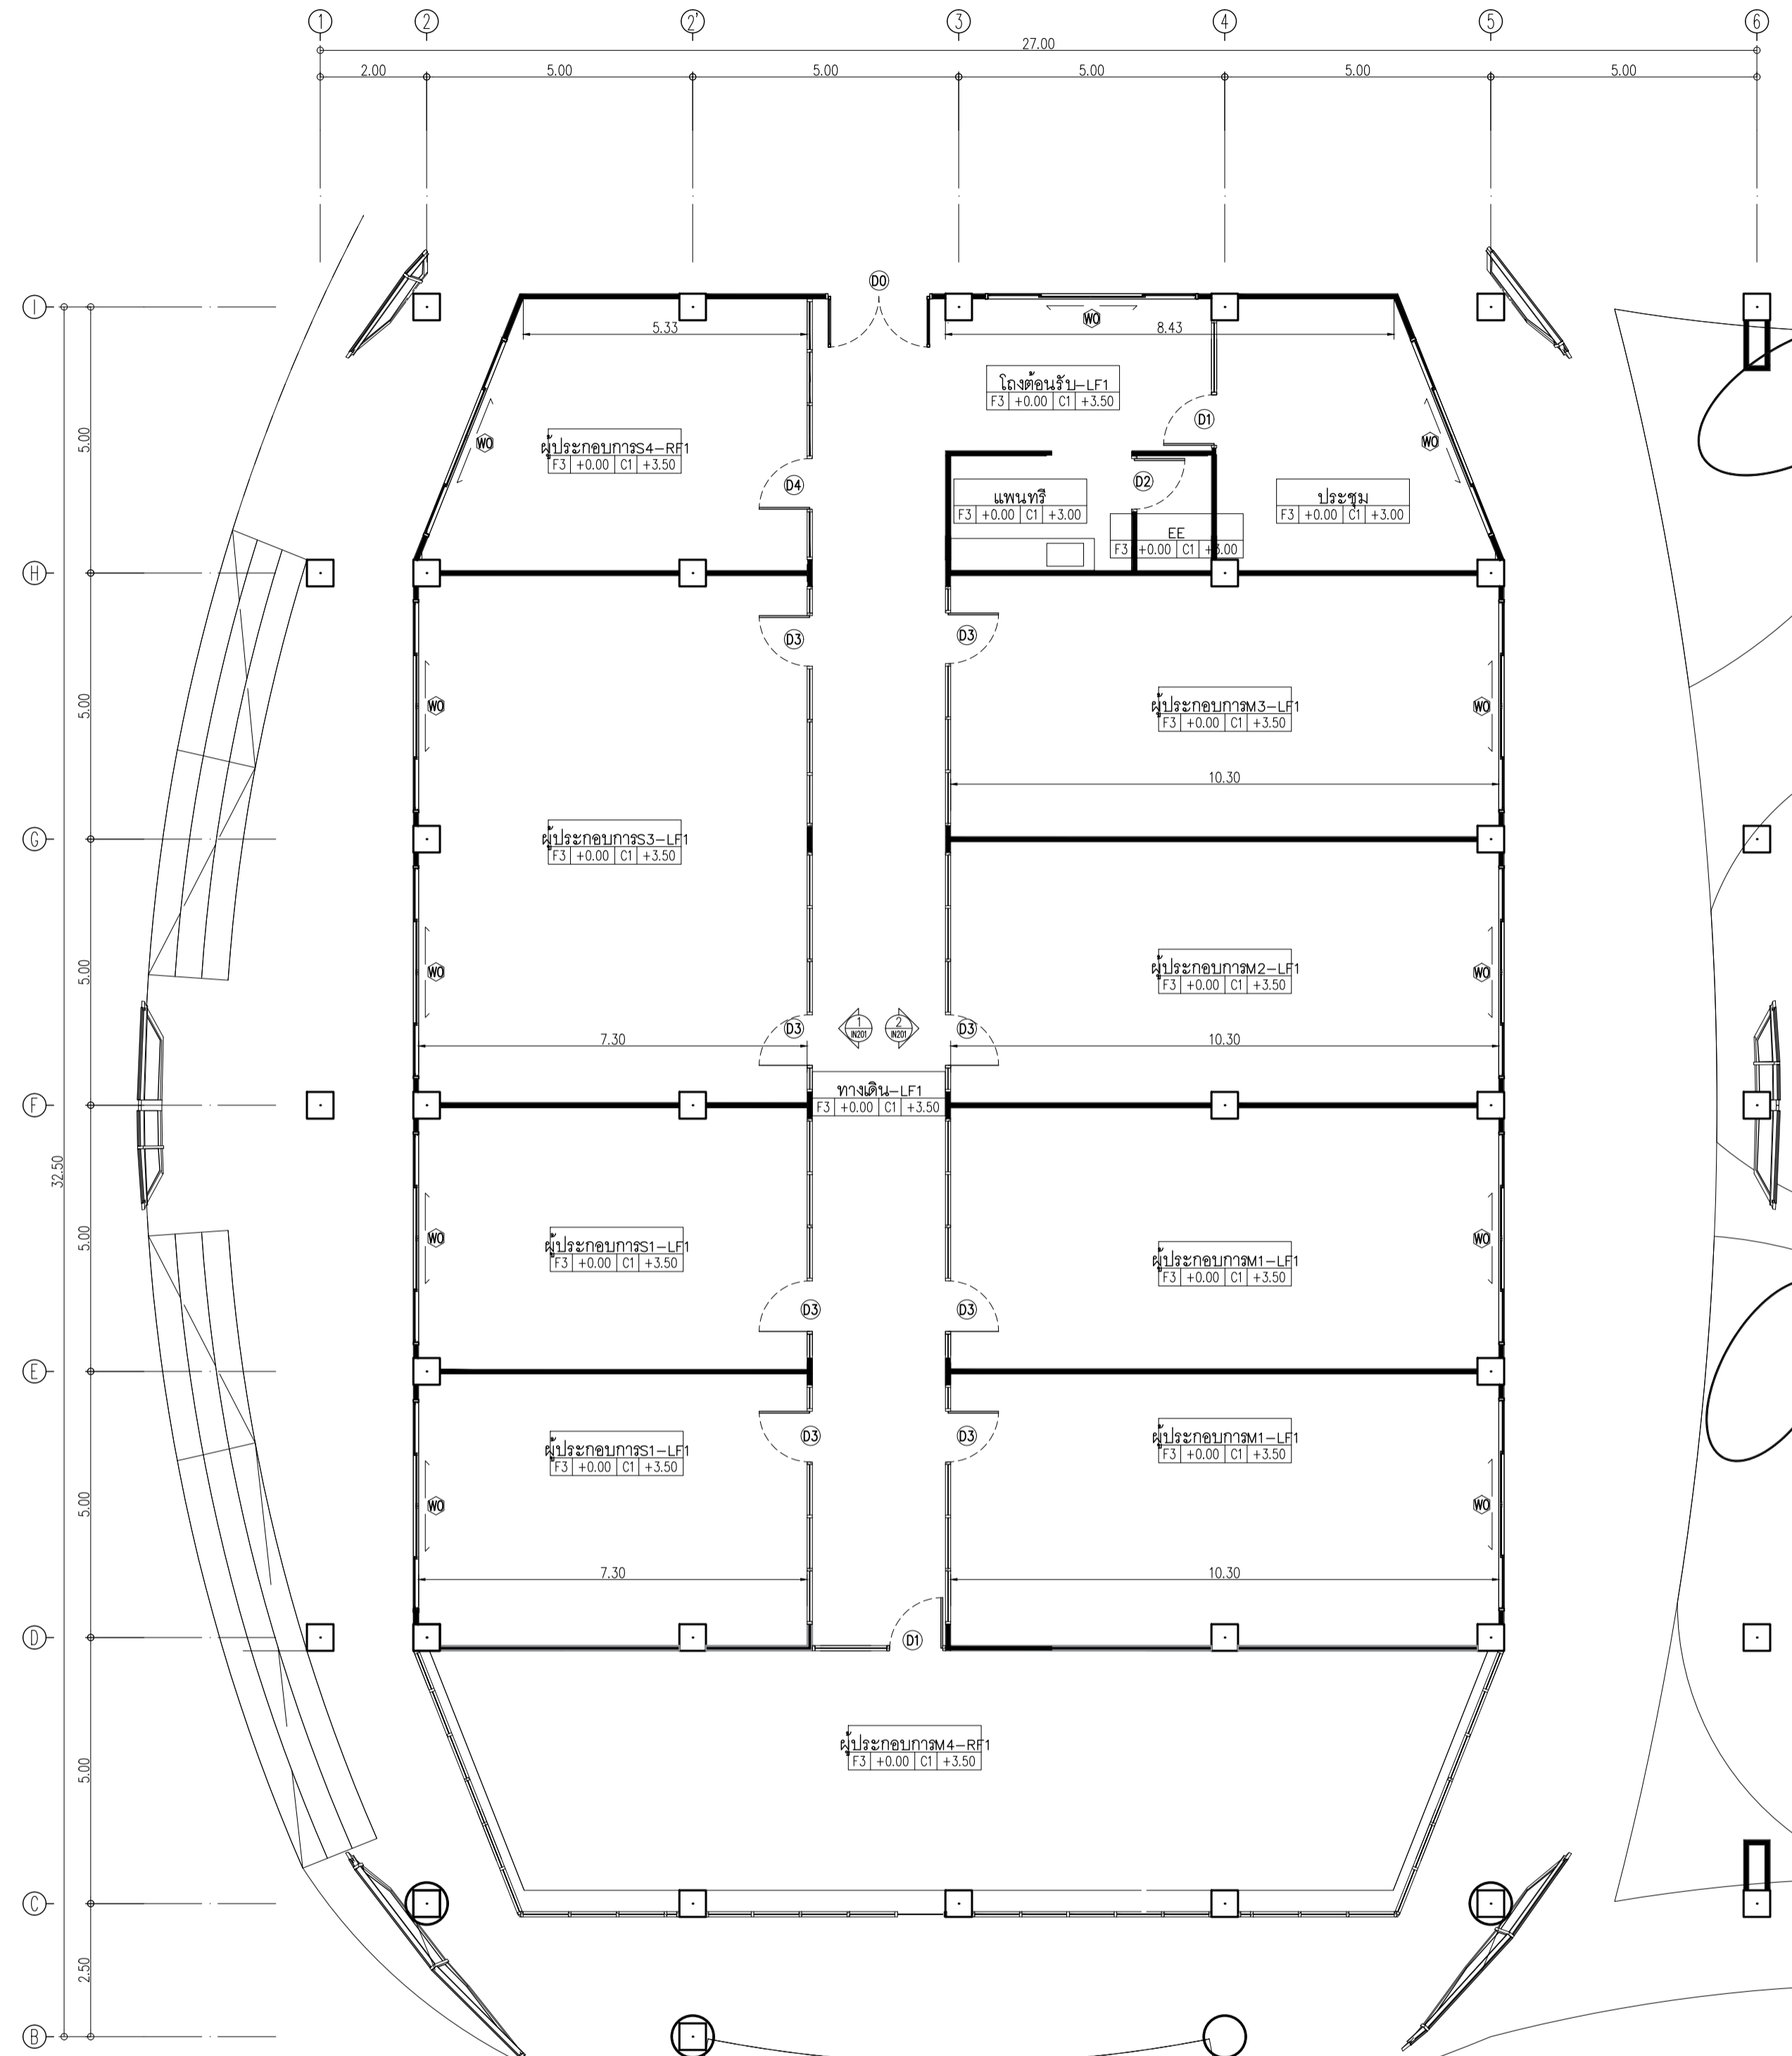 1 2 2' 3 4 5 6
27.00
2.00 5.00 5.00 5.00 5.00 5.00
D0
I
5.33
W0
8.43
โถงต้อนรับ-LF1
F3 +0.00 C1 +3.50
D1
5.00
W0
ผู้ประกอบการS4-RF1
F3 +0.00 C1 +3.50
W0
D4
D2
แพนทรี
F3 +0.00 C1 +3.00
ประชุม
F3 +0.00 C1 +3.00
EE
F3 +0.00 C1 +3.00
H
D3 D3
5.00
W0
ผู้ประกอบการM3-LF1
F3 +0.00 C1 +3.50
W0
10.30
G
ผู้ประกอบการS3-LF1
F3 +0.00 C1 +3.50
5.00
W0
ผู้ประกอบการM2-LF1
F3 +0.00 C1 +3.50
W0
D3
1
IN201
2
IN201
D3
7.30 10.30
F
ทางเดิน-LF1
F3 +0.00 C1 +3.50
32.50
5.00
W0
ผู้ประกอบการS1-LF1
F3 +0.00 C1 +3.50
ผู้ประกอบการM1-LF1
F3 +0.00 C1 +3.50
W0
D3 D3
E
D3 D3
ผู้ประกอบการS1-LF1
F3 +0.00 C1 +3.50
ผู้ประกอบการM1-LF1
F3 +0.00 C1 +3.50
5.00
W0 W0
7.30 10.30
D
D1
5.00
ผู้ประกอบการM4-RF1
F3 +0.00 C1 +3.50
C
2.50
B